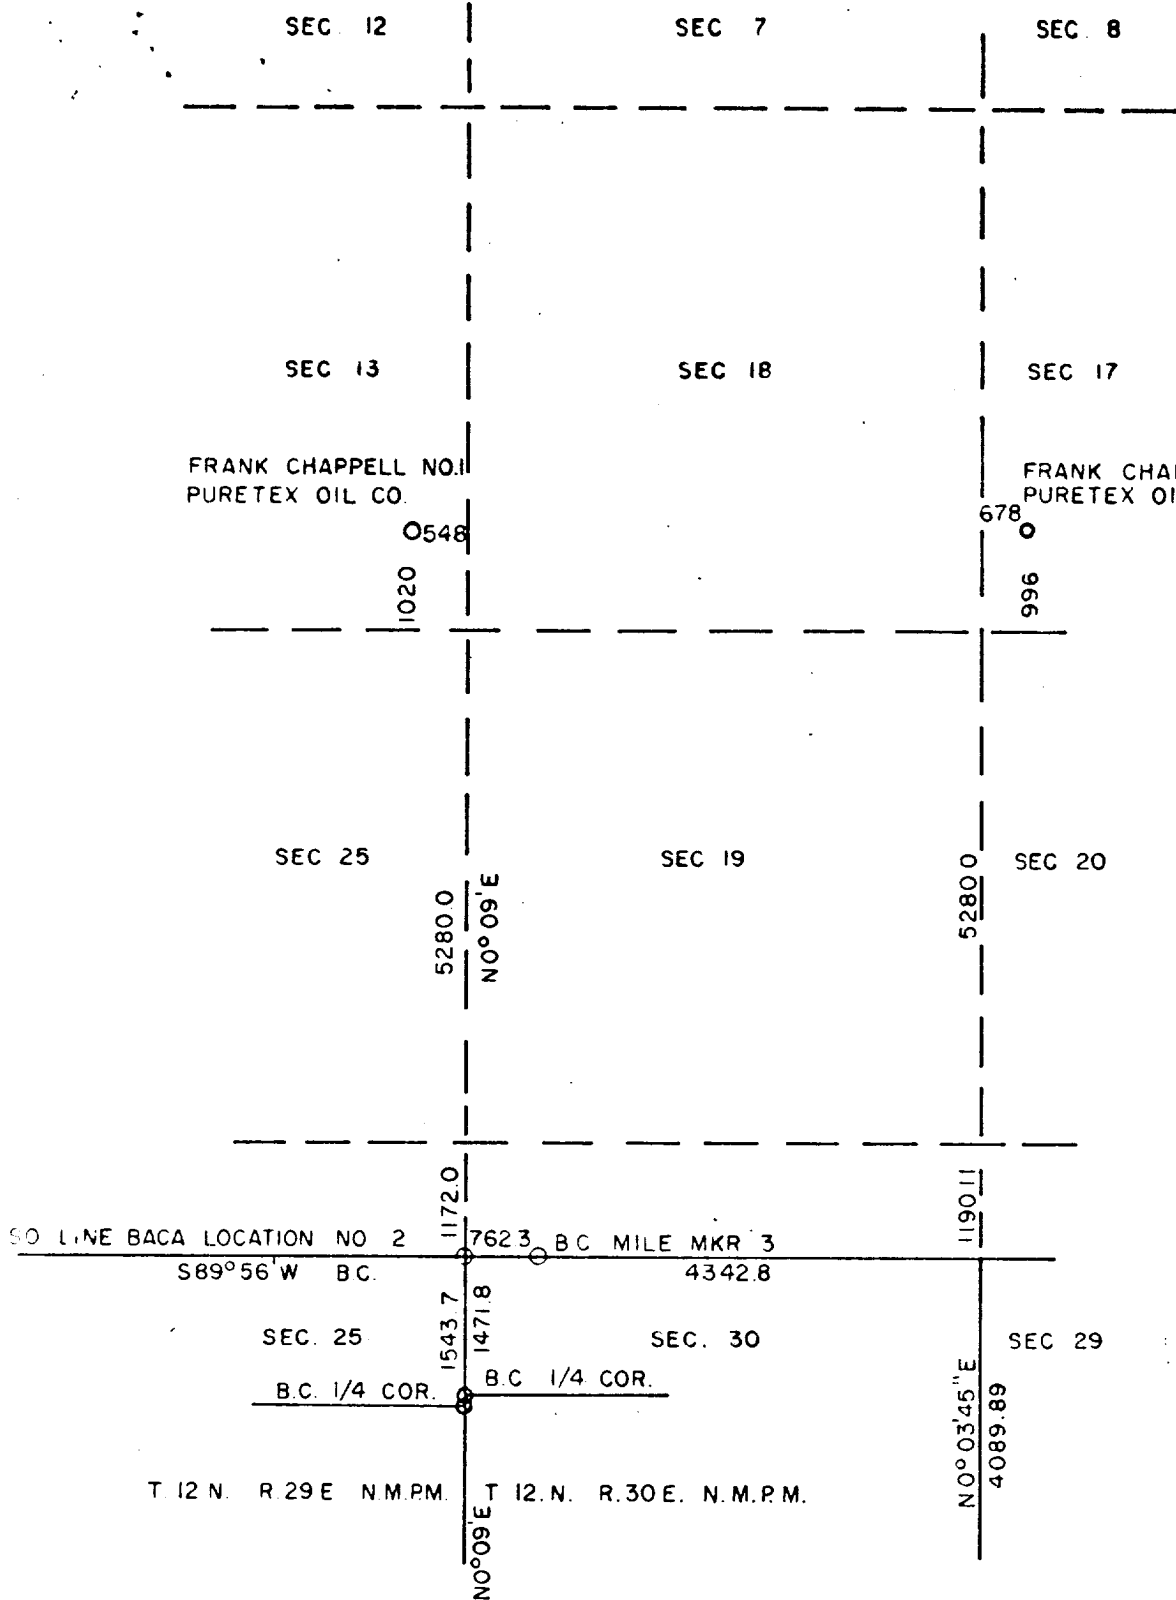 SEC. 12
SEC 7
SEC. 8
SEC 13
SEC 18
SEC 17
FRANK CHAPPELL NO.1
PURETEX OIL CO.
548
1020
FRANK CHA
PURETEX OI
678
996
SEC 25
SEC 19
SEC 20
5280.0
N0°09'E
5280.0
1172.0
1190.11
SO LINE BACA LOCATION NO 2
762.3
B.C MILE MKR 3
S89°56'W B.C.
4342.8
1543.7
1471.8
SEC. 25
SEC. 30
SEC 29
B.C. 1/4 COR.
B.C 1/4 COR.
N0°03'45"E
4089.89
T. 12 N. R. 29 E N.M.P.M.
T 12. N. R. 30 E. N.M.P.M.
N0°09'E